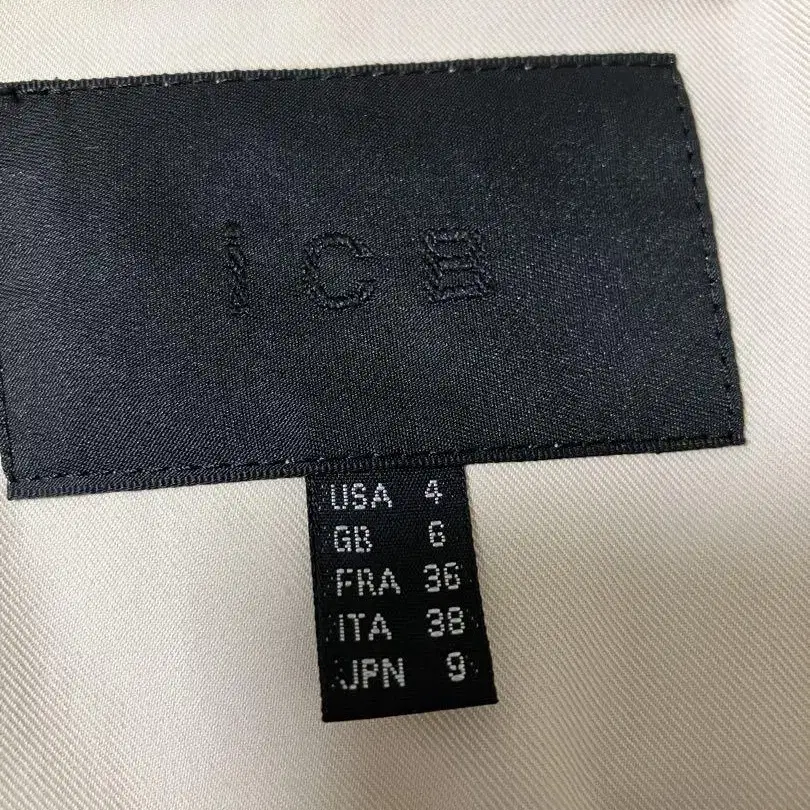 iCB
USA 4
GB 6
FRA 36
ITA 38
JPN 9